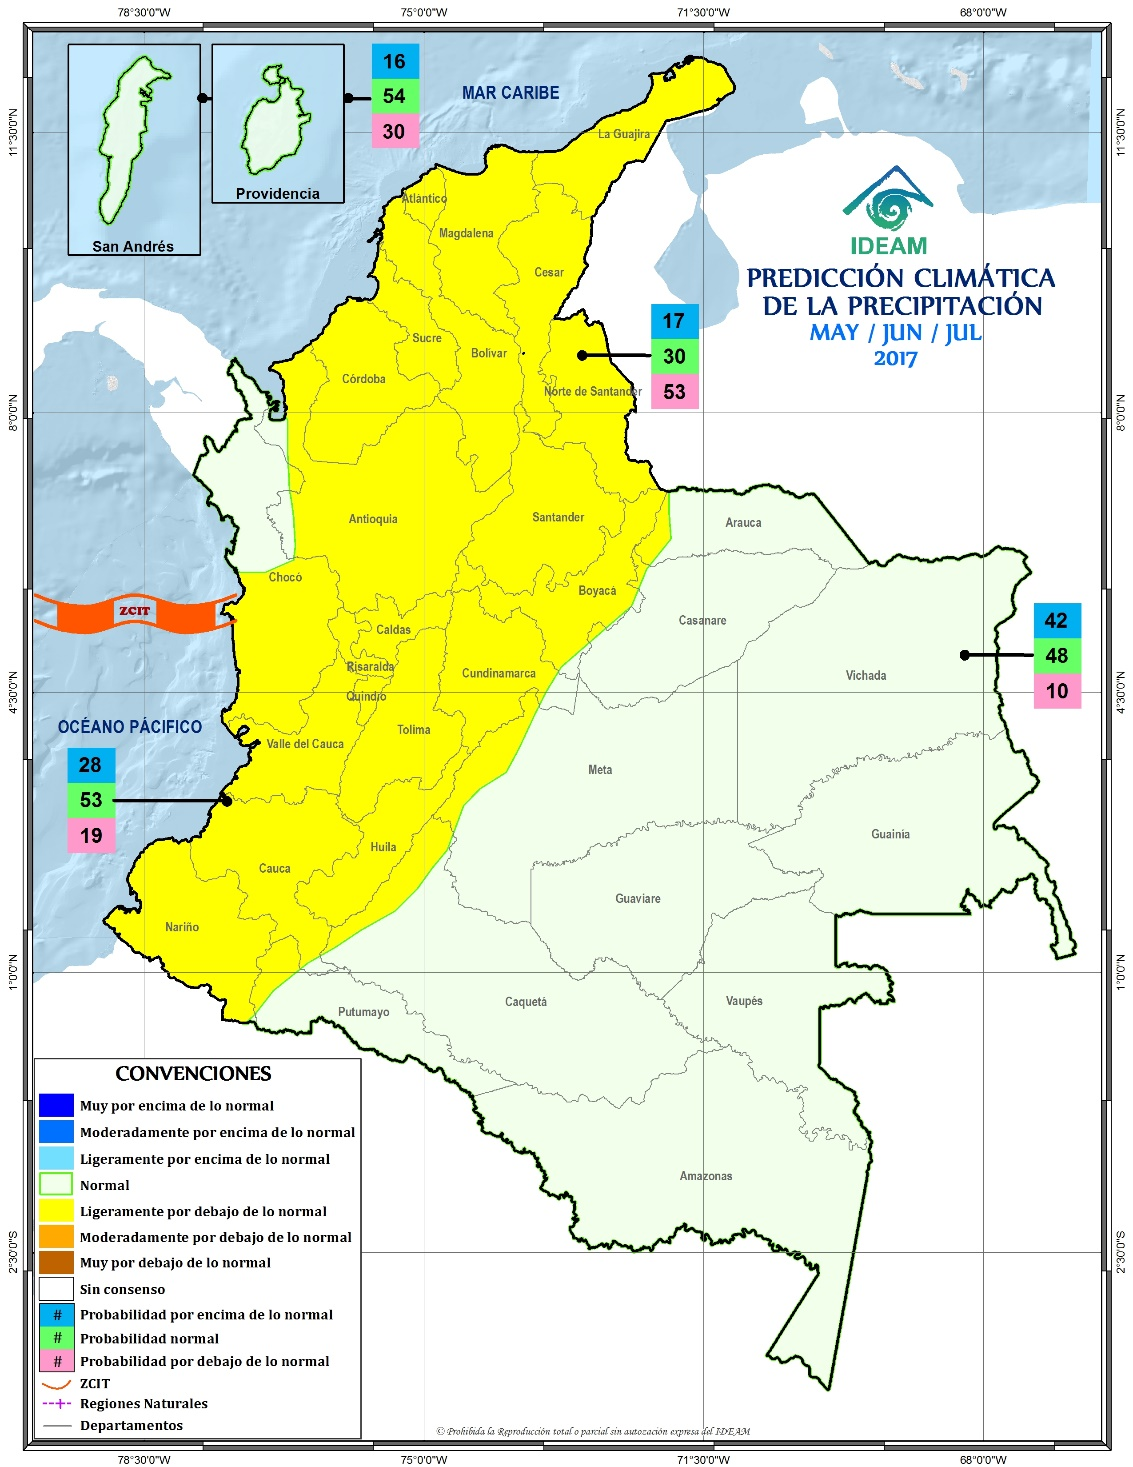 78°30'0"W
75°0'0"W
71°30'0"W
68°0'0"W
11°30'0"N
8°0'0"N
4°30'0"N
1°0'0"N
2°30'0"S
11°30'0"N
8°0'0"N
4°30'0"N
1°0'0"N
2°30'0"S
San Andrés
Providencia
16
54
30
MAR CARIBE
IDEAM
PREDICCIÓN CLIMÁTICA
DE LA PRECIPITACIÓN
MAY / JUN / JUL
2017
La Guajira
Atlántico
Magdalena
Cesar
Sucre
Bolívar
Córdoba
Norte de Santander
17
30
53
Antioquia
Santander
Arauca
Chocó
Boyacá
ZCIT
Caldas
Casanare
Risaralda
Cundinamarca
Vichada
42
48
10
Quindío
OCÉANO PÁCIFICO
Tolima
Valle del Cauca
28
53
19
Meta
Guainia
Huila
Cauca
Guaviare
Nariño
Caquetá
Vaupés
Putumayo
Amazonas
CONVENCIONES
Muy por encima de lo normal
Moderadamente por encima de lo normal
Ligeramente por encima de lo normal
Normal
Ligeramente por debajo de lo normal
Moderadamente por debajo de lo normal
Muy por debajo de lo normal
Sin consenso
# Probabilidad por encima de lo normal
# Probabilidad normal
# Probabilidad por debajo de lo normal
ZCIT
Regiones Naturales
Departamentos
© Prohibida la Reproducción total o parcial sin autozación expresa del IDEAM
78°30'0"W
75°0'0"W
71°30'0"W
68°0'0"W